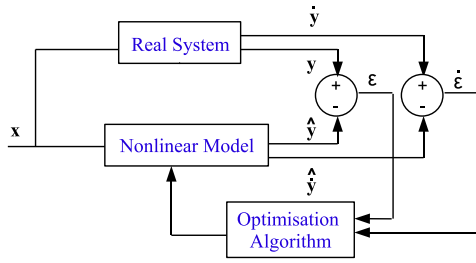 ẏ
Real System
y
ε
ε̇
+
+
-
-
x
ŷ
Nonlinear Model
ẏ̂
Optimisation
Algorithm